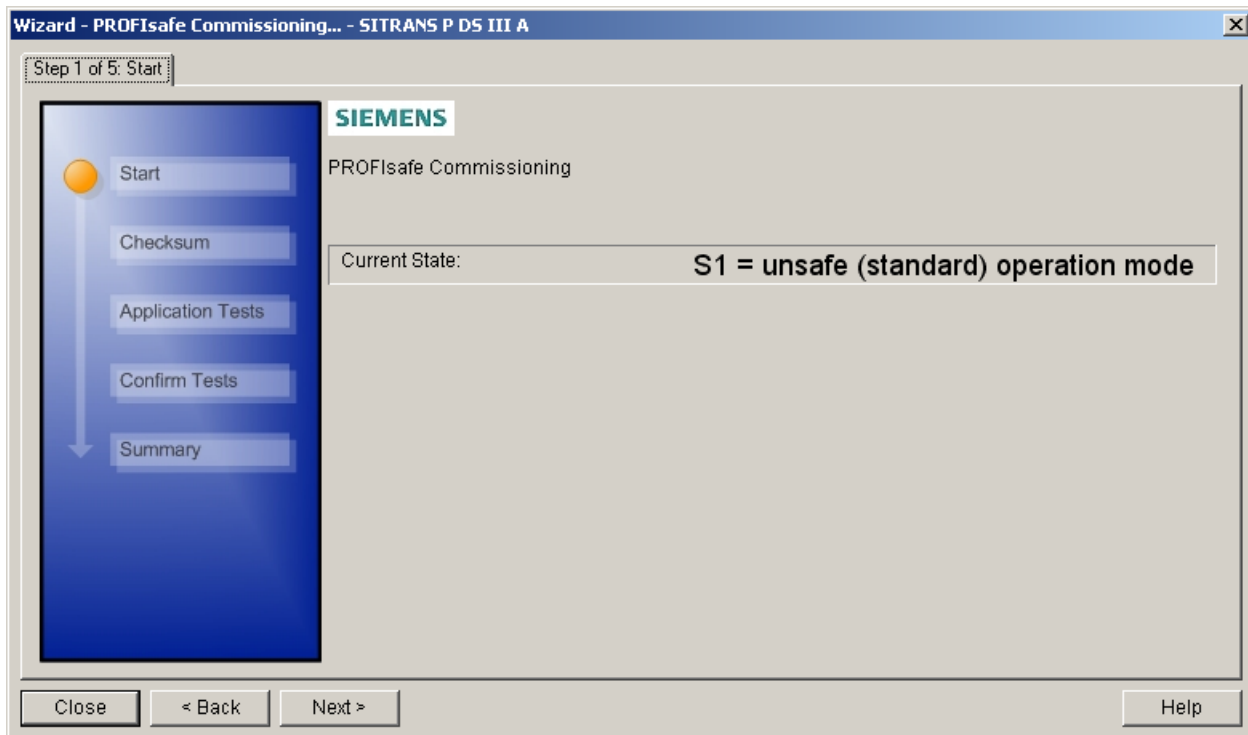 Wizard - PROFIsafe Commissioning... - SITRANS P DS III A
Step 1 of 5: Start
Start
Checksum
Application Tests
Confirm Tests
Summary
SIEMENS
PROFIsafe Commissioning
Current State: S1 = unsafe (standard) operation mode
Close < Back Next > Help